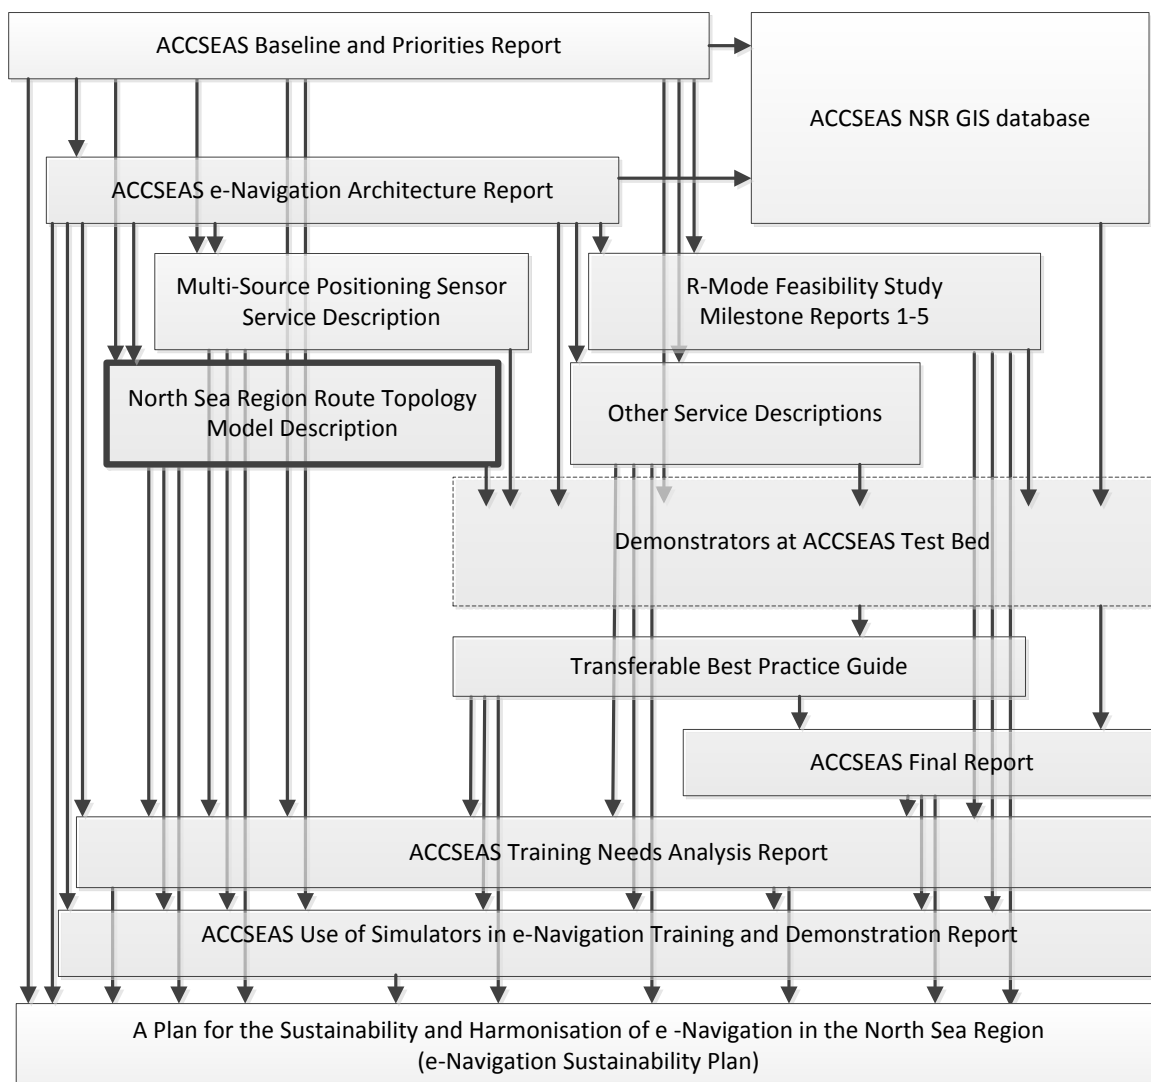 ACCSEAS Baseline and Priorities Report
ACCSEAS NSR GIS database
ACCSEAS e-Navigation Architecture Report
Multi-Source Positioning Sensor
Service Description
R-Mode Feasibility Study
Milestone Reports 1-5
North Sea Region Route Topology
Model Description
Other Service Descriptions
Demonstrators at ACCSEAS Test Bed
Transferable Best Practice Guide
ACCSEAS Final Report
ACCSEAS Training Needs Analysis Report
ACCSEAS Use of Simulators in e-Navigation Training and Demonstration Report
A Plan for the Sustainability and Harmonisation of e -Navigation in the North Sea Region
(e-Navigation Sustainability Plan)